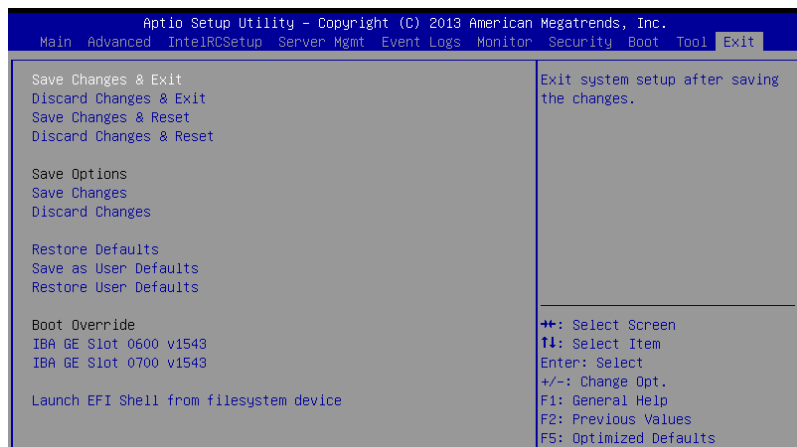 Aptio Setup Utility - Copyright (C) 2013 American Megatrends, Inc.
Main Advanced IntelRCSetup Server Mgmt Event Logs Monitor Security Boot Tool Exit
Save Changes & Exit
Discard Changes & Exit
Save Changes & Reset
Discard Changes & Reset
Save Options
Save Changes
Discard Changes
Restore Defaults
Save as User Defaults
Restore User Defaults
Boot Override
IBA GE Slot 0600 v1543
IBA GE Slot 0700 v1543
Launch EFI Shell from filesystem device
Exit system setup after saving
the changes.
→←: Select Screen
↑↓: Select Item
Enter: Select
+/-: Change Opt.
F1: General Help
F2: Previous Values
F5: Optimized Defaults